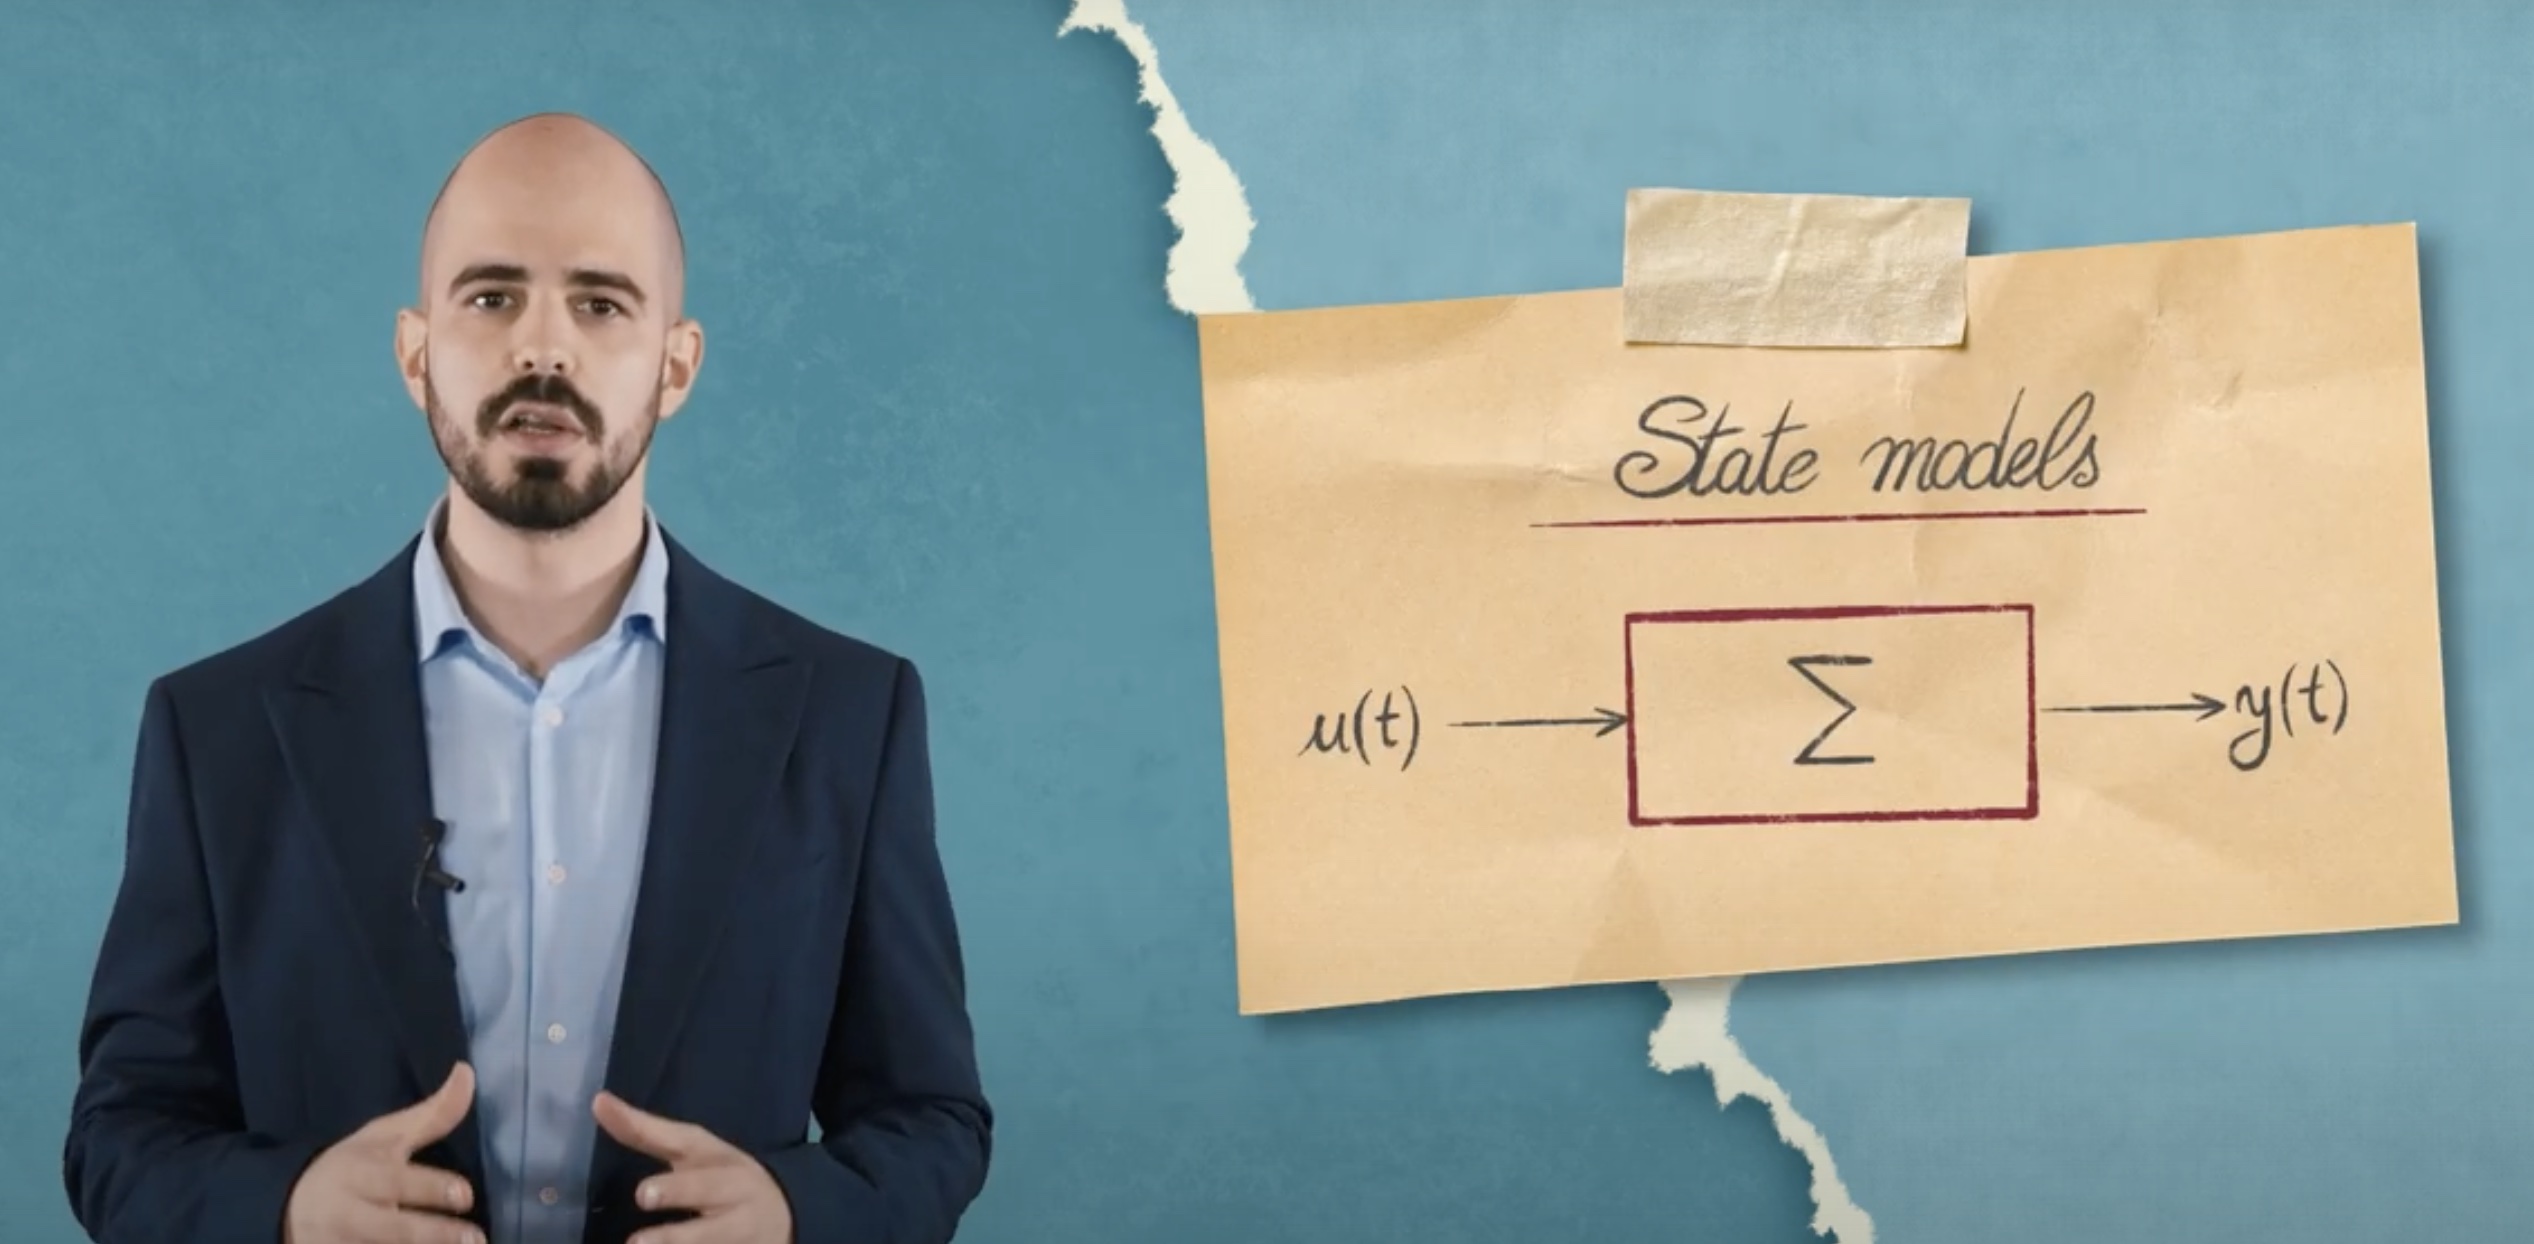 State models
u(t) Σ y(t)